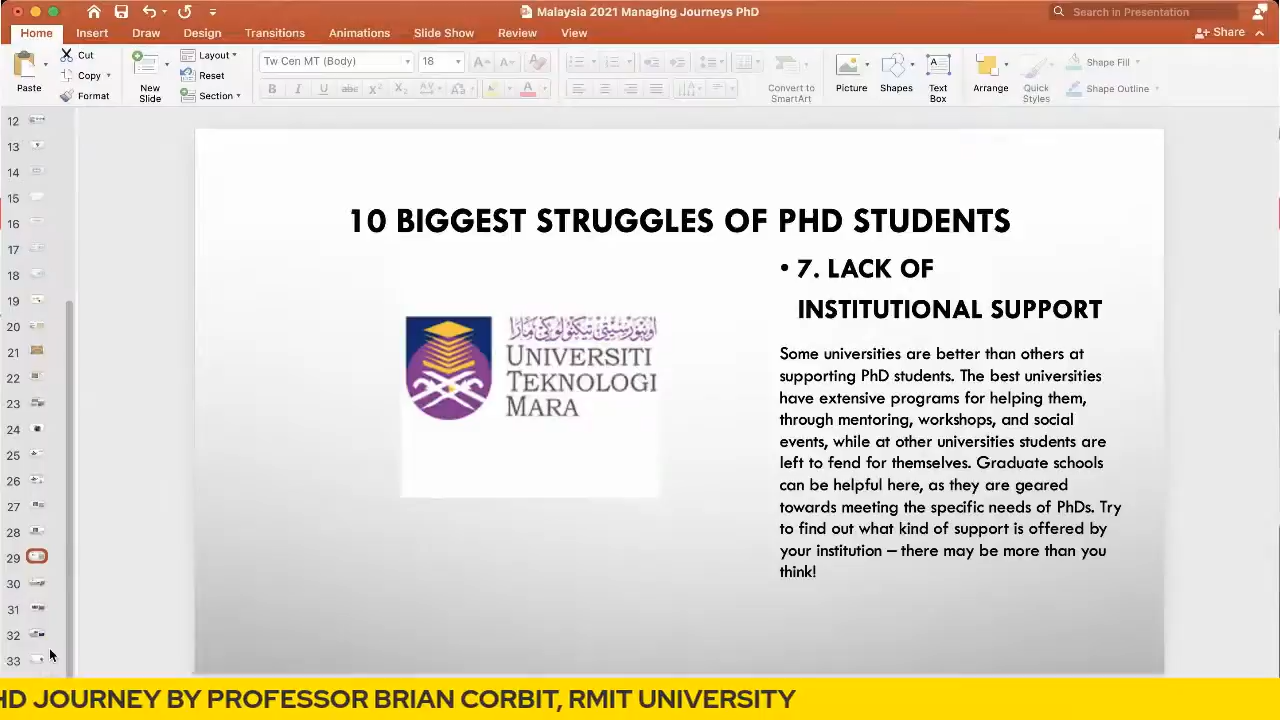 Malaysia 2021 Managing Journeys PhD
Search in Presentation
Home Insert Draw Design Transitions Animations Slide Show Review View
Share
Paste
Cut
Copy
Format
New
Slide
Layout
Reset
Section
Tw Cen MT (Body)
18
Convert to
SmartArt
Picture
Shapes
Text
Box
Arrange
Quick
Styles
Shape Fill
Shape Outline
12
13
14
15
16
17
18
19
20
21
22
23
24
25
26
27
28
29
30
31
32
33
10 BIGGEST STRUGGLES OF PHD STUDENTS
اونيۏرسيتي تيكنولوكي مارا
UNIVERSITI
TEKNOLOGI
MARA
• 7. LACK OF
INSTITUTIONAL SUPPORT
Some universities are better than others at
supporting PhD students. The best universities
have extensive programs for helping them,
through mentoring, workshops, and social
events, while at other universities students are
left to fend for themselves. Graduate schools
can be helpful here, as they are geared
towards meeting the specific needs of PhDs. Try
to find out what kind of support is offered by
your institution – there may be more than you
think!
HD JOURNEY BY PROFESSOR BRIAN CORBIT, RMIT UNIVERSITY